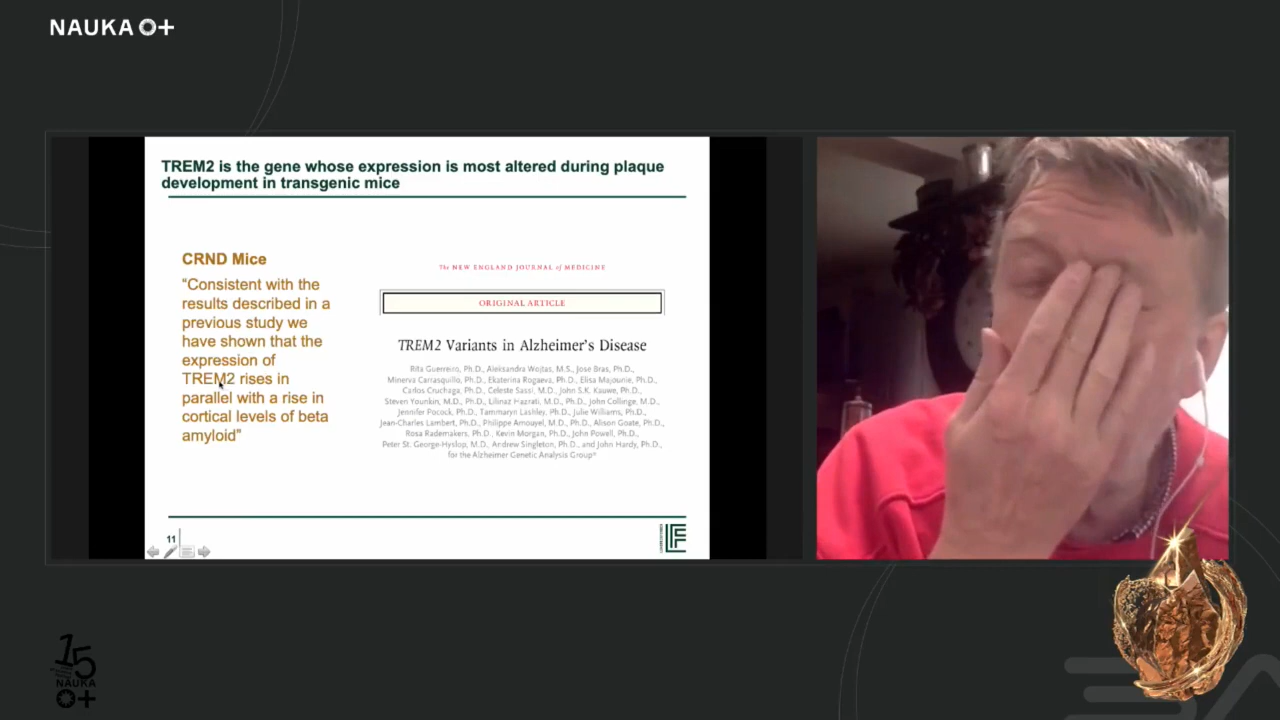 NAUKA 0+
TREM2 is the gene whose expression is most altered during plaque
development in transgenic mice
CRND Mice
“Consistent with the
results described in a
previous study we
have shown that the
expression of
TREM2 rises in
parallel with a rise in
cortical levels of beta
amyloid”
The NEW ENGLAND JOURNAL of MEDICINE
ORIGINAL ARTICLE
TREM2 Variants in Alzheimer's Disease
Rita Guerreiro, Ph.D., Aleksandra Wojtas, M.S., Jose Bras, Ph.D.,
Minerva Carrasquillo, Ph.D., Ekaterina Rogaeva, Ph.D., Elisa Majounie, Ph.D.,
Carlos Cruchaga, Ph.D., Celeste Sassi, M.D., John S.K. Kauwe, Ph.D.,
Steven Younkin, M.D., Ph.D., Lilinaz Hazrati, M.D., Ph.D., John Collinge, M.D.,
Jennifer Pocock, Ph.D., Tammaryn Lashley, Ph.D., Julie Williams, Ph.D.,
Jean-Charles Lambert, Ph.D., Philippe Amouyel, M.D., Ph.D., Alison Goate, Ph.D.,
Rosa Rademakers, Ph.D., Kevin Morgan, Ph.D., John Powell, Ph.D.,
Peter St. George-Hyslop, M.D., Andrew Singleton, Ph.D., and John Hardy, Ph.D.,
for the Alzheimer Genetic Analysis Group*
11
15
NAUKA
0+